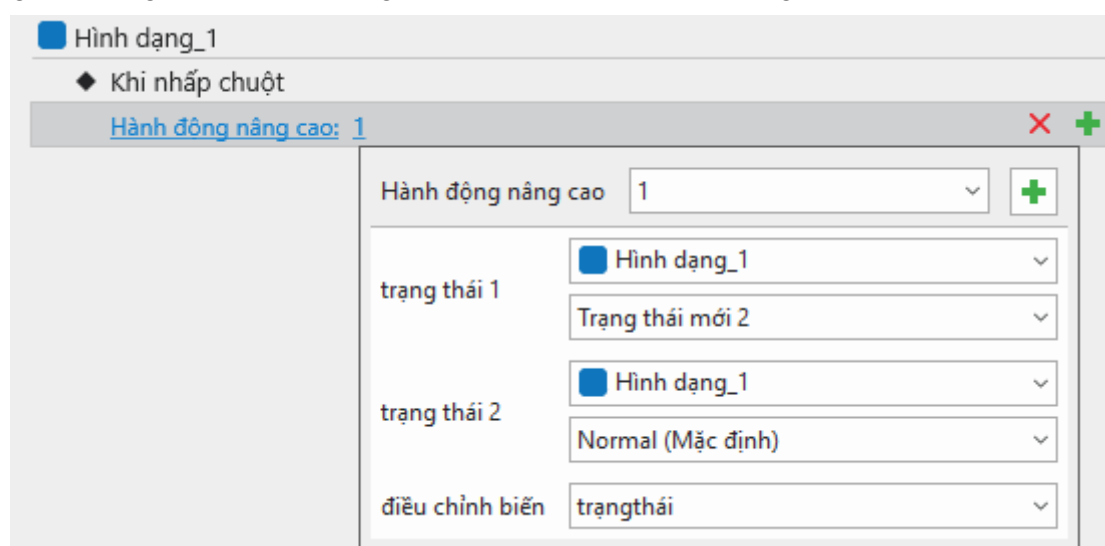 Hình dạng_1
Khi nhấp chuột
Hành đông nâng cao: 1
Hành động nâng cao 1
Hình dạng_1
trạng thái 1
Trạng thái mới 2
Hình dạng_1
trạng thái 2
Normal (Mặc định)
điều chỉnh biến trạngthái